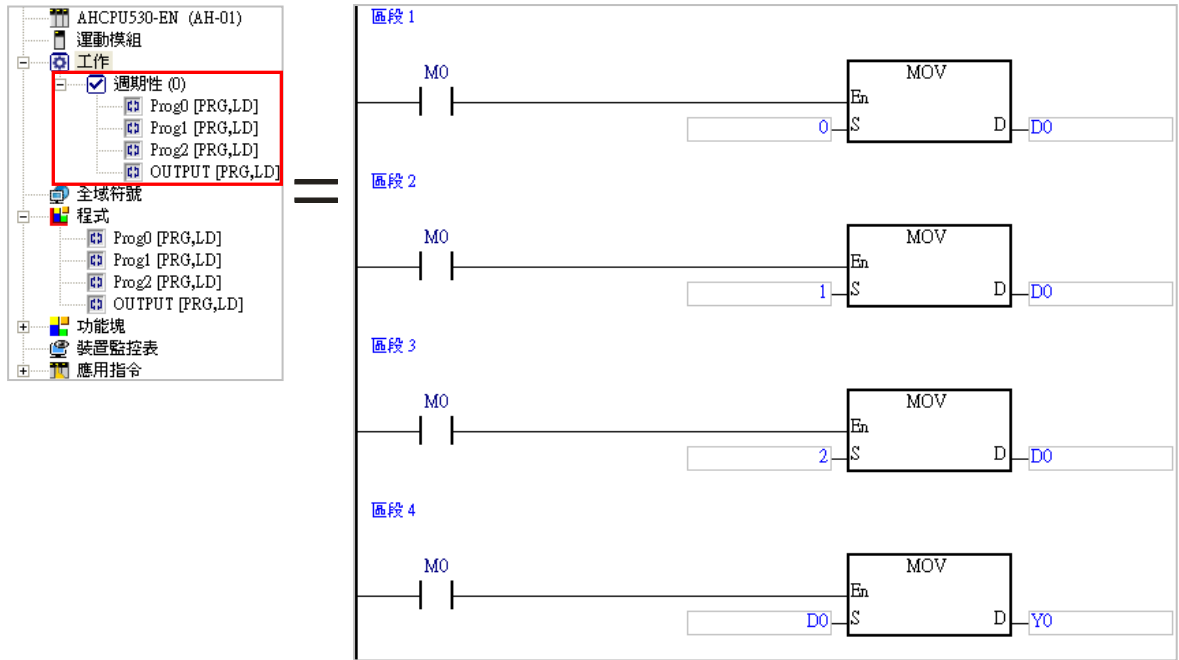 AHCPU530-EN (AH-01)
運動模組
工作
週期性 (0)
Prog0 [PRG,LD]
Prog1 [PRG,LD]
Prog2 [PRG,LD]
OUTPUT [PRG,LD]
全域符號
程式
Prog0 [PRG,LD]
Prog1 [PRG,LD]
Prog2 [PRG,LD]
OUTPUT [PRG,LD]
功能塊
裝置監控表
應用指令
=
區段 1
M0
MOV
En
0 S D D0
區段 2
M0
MOV
En
1 S D D0
區段 3
M0
MOV
En
2 S D D0
區段 4
M0
MOV
En
D0 S D Y0